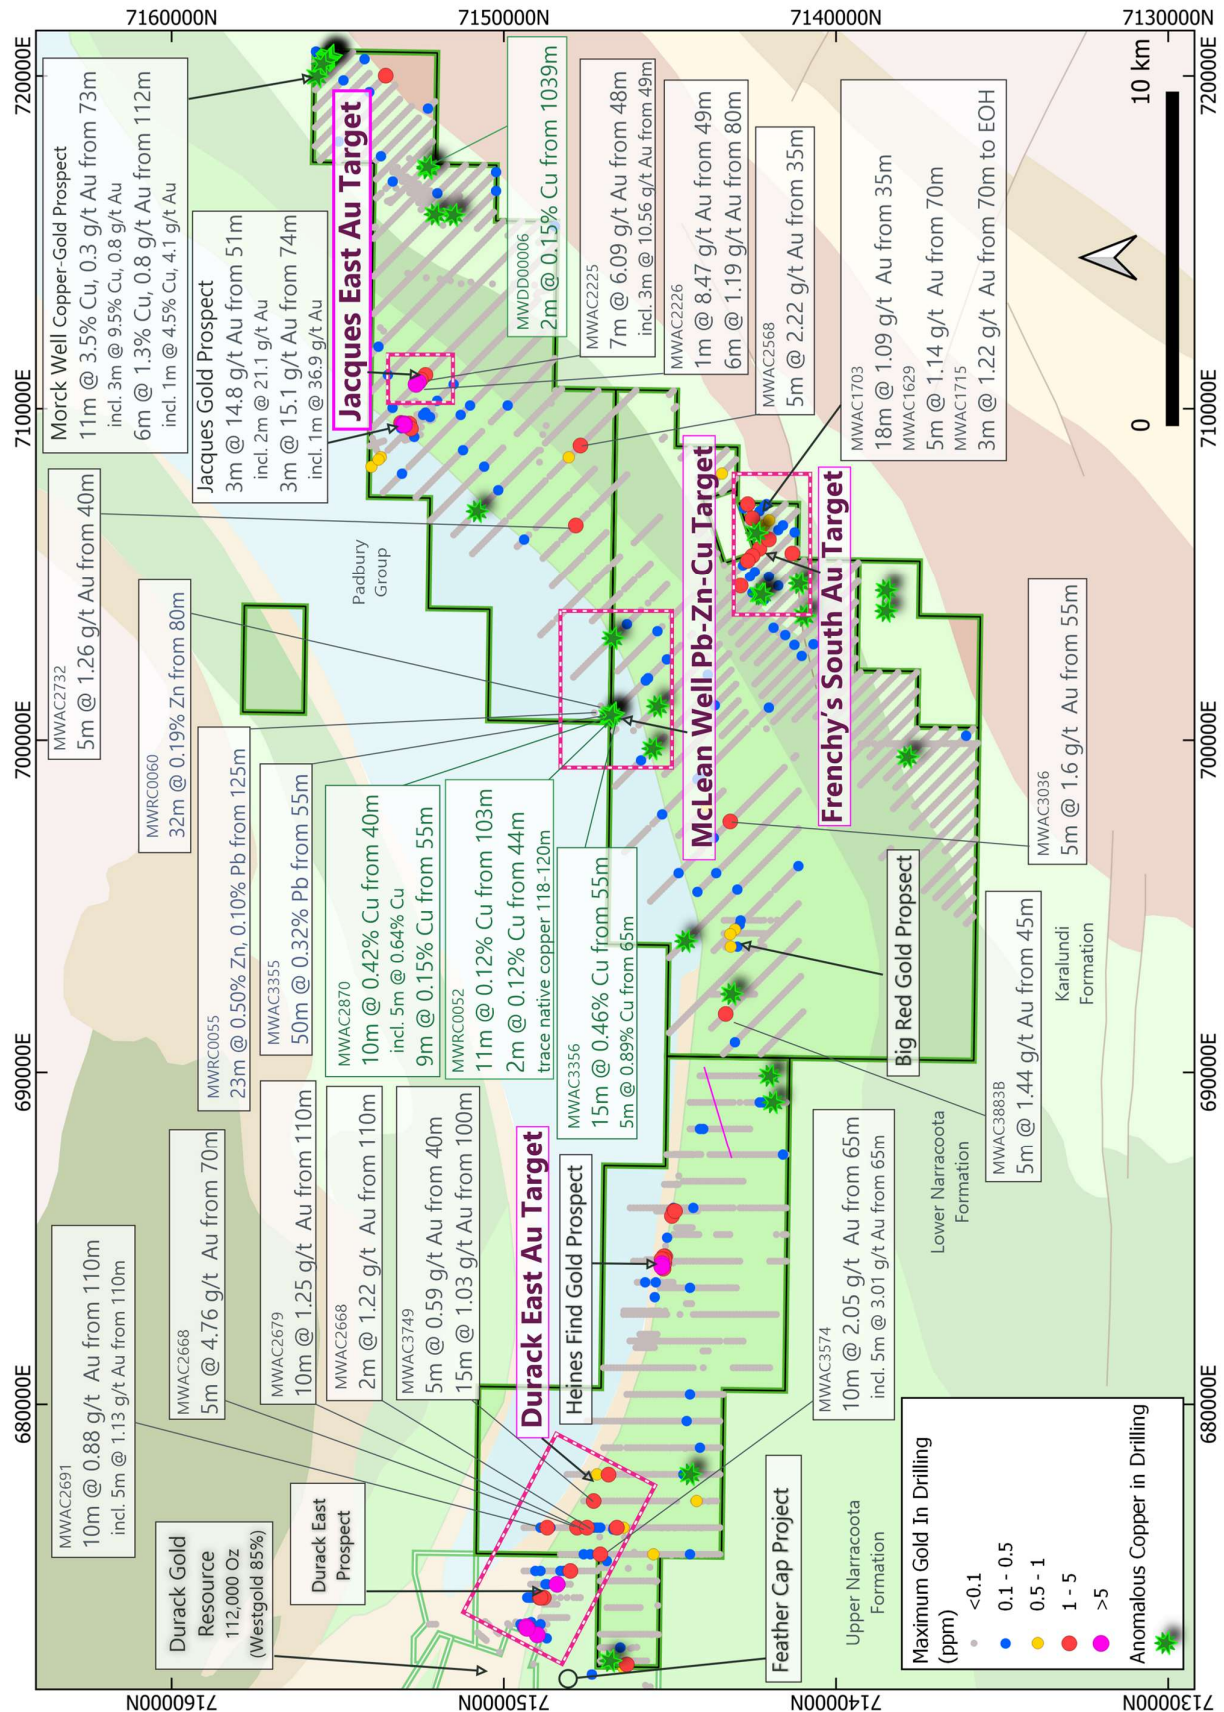 7160000N
7150000N
7140000N
7130000N
720000E
710000E
700000E
690000E
680000E
720000E
710000E
700000E
690000E
680000E
7160000N
7150000N
7140000N
7130000N
MWAC2691
10m @ 0.88 g/t Au from 110m
incl. 5m @ 1.13 g/t Au from 110m
MWAC2668
5m @ 4.76 g/t Au from 70m
MWAC2679
10m @ 1.25 g/t Au from 110m
MWAC2668
2m @ 1.22 g/t Au from 110m
MWAC3749
5m @ 0.59 g/t Au from 40m
15m @ 1.03 g/t Au from 100m
Durack Gold
Resource
112,000 Oz
(Westgold 85%)
Durack East
Prospect
Durack East Au Target
Heines Find Gold Prospect
Feather Cap Project
MWAC3574
10m @ 2.05 g/t Au from 65m
incl. 5m @ 3.01 g/t Au from 65m
Upper Narracoota
Formation
Lower Narracoota
Formation
Karalundi
Formation
Padbury
Group
MWAC2732
5m @ 1.26 g/t Au from 40m
MWRC0060
32m @ 0.19% Zn from 80m
MWRC0055
23m @ 0.50% Zn, 0.10% Pb from 125m
MWAC3355
50m @ 0.32% Pb from 55m
MWAC2870
10m @ 0.42% Cu from 40m
incl. 5m @ 0.64% Cu
9m @ 0.15% Cu from 55m
MWRC0052
11m @ 0.12% Cu from 103m
2m @ 0.12% Cu from 44m
trace native copper 118-120m
MWAC3356
15m @ 0.46% Cu from 55m
5m @ 0.89% Cu from 65m
McLean Well Pb-Zn-Cu Target
Frenchy's South Au Target
Big Red Gold Propsect
MWAC3036
5m @ 1.6 g/t Au from 55m
MWAC3883B
5m @ 1.44 g/t Au from 45m
Morck Well Copper-Gold Prospect
11m @ 3.5% Cu, 0.3 g/t Au from 73m
incl. 3m @ 9.5% Cu, 0.8 g/t Au
6m @ 1.3% Cu, 0.8 g/t Au from 112m
incl. 1m @ 4.5% Cu, 4.1 g/t Au
Jacques Gold Prospect
3m @ 14.8 g/t Au from 51m
incl. 2m @ 21.1 g/t Au
3m @ 15.1 g/t Au from 74m
incl. 1m @ 36.9 g/t Au
Jacques East Au Target
MWDD00006
2m @ 0.15% Cu from 1039m
MWAC2225
7m @ 6.09 g/t Au from 48m
incl. 3m @ 10.56 g/t Au from 49m
MWAC2226
1m @ 8.47 g/t Au from 49m
6m @ 1.19 g/t Au from 80m
MWAC2568
5m @ 2.22 g/t Au from 35m
MWAC1703
18m @ 1.09 g/t Au from 35m
MWAC1629
5m @ 1.14 g/t Au from 70m
MWAC1715
3m @ 1.22 g/t Au from 70m to EOH
0
10 km
Maximum Gold In Drilling
(ppm)
<0.1
0.1 - 0.5
0.5 - 1
1 - 5
>5
Anomalous Copper in Drilling